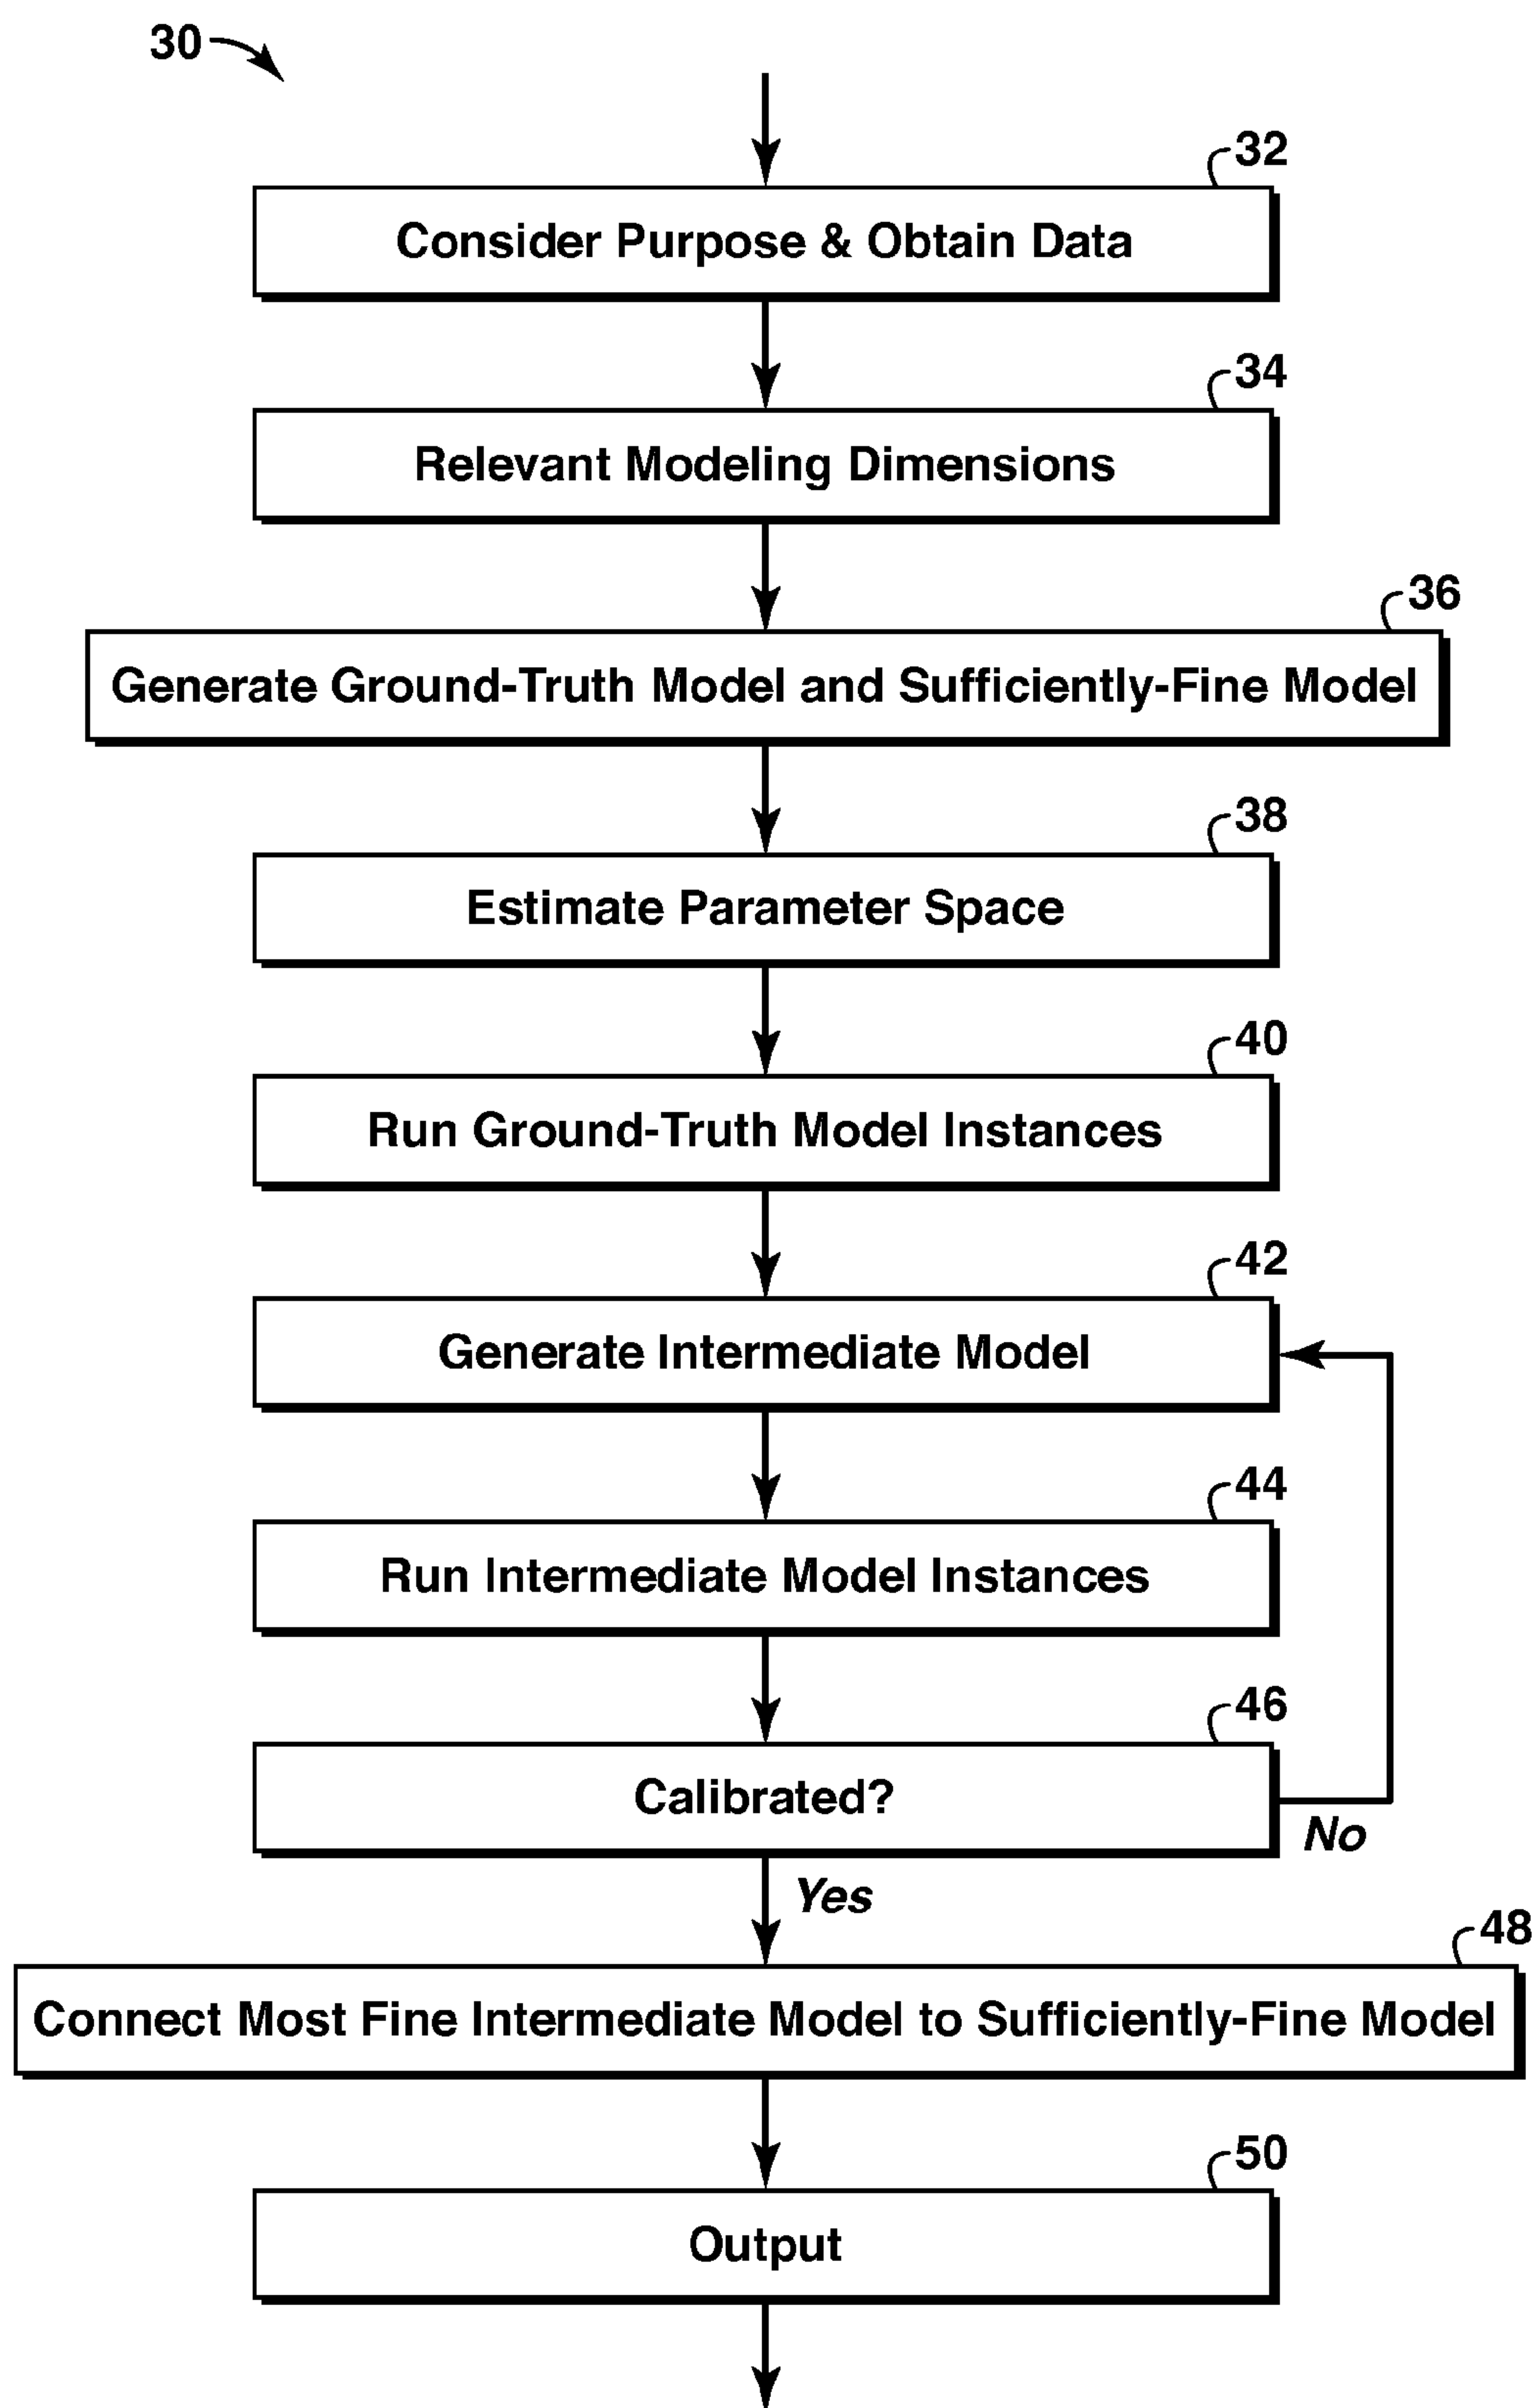 30
32
Consider Purpose & Obtain Data
34
Relevant Modeling Dimensions
36
Generate Ground-Truth Model and Sufficiently-Fine Model
38
Estimate Parameter Space
40
Run Ground-Truth Model Instances
42
Generate Intermediate Model
44
Run Intermediate Model Instances
46
Calibrated?
No
Yes
48
Connect Most Fine Intermediate Model to Sufficiently-Fine Model
50
Output